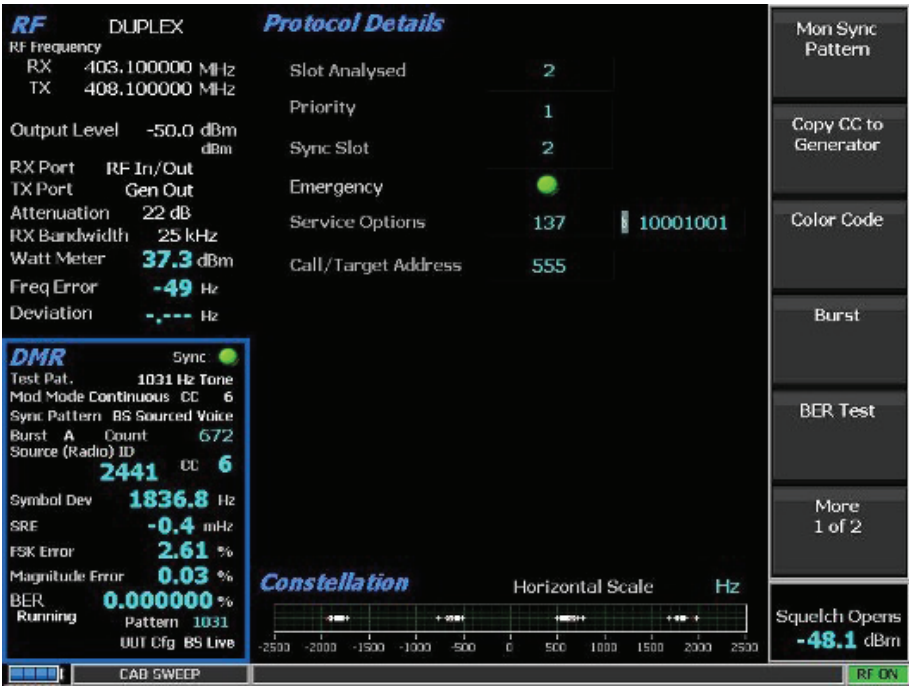 RF DUPLEX
RF Frequency
RX 403.100000 MHz
TX 408.100000 MHz
Output Level -50.0 dBm
dBm
RX Port RF In/Out
TX Port Gen Out
Attenuation 22 dB
RX Bandwidth 25 kHz
Watt Meter 37.3 dBm
Freq Error -49 Hz
Deviation -.--- Hz
DMR Sync
Test Pat. 1031 Hz Tone
Mod Mode Continuous CC 6
Sync Pattern BS Sourced Voice
Burst A Count 672
Source (Radio) ID
2441 CC 6
Symbol Dev 1836.8 Hz
SRE -0.4 mHz
FSK Error 2.61 %
Magnitude Error 0.03 %
BER 0.000000 %
Running Pattern 1031
UUT Cfg BS Live
Protocol Details
Slot Analysed 2
Priority 1
Sync Slot 2
Emergency
Service Options 137 b 10001001
Call/Target Address 555
Constellation Horizontal Scale Hz
-2500 -2000 -1500 -1000 -500 0 500 1000 1500 2000 2500
Mon Sync
Pattern
Copy CC to
Generator
Color Code
Burst
BER Test
More
1 of 2
Squelch Opens
-48.1 dBm
CAB SWEEP
RF ON